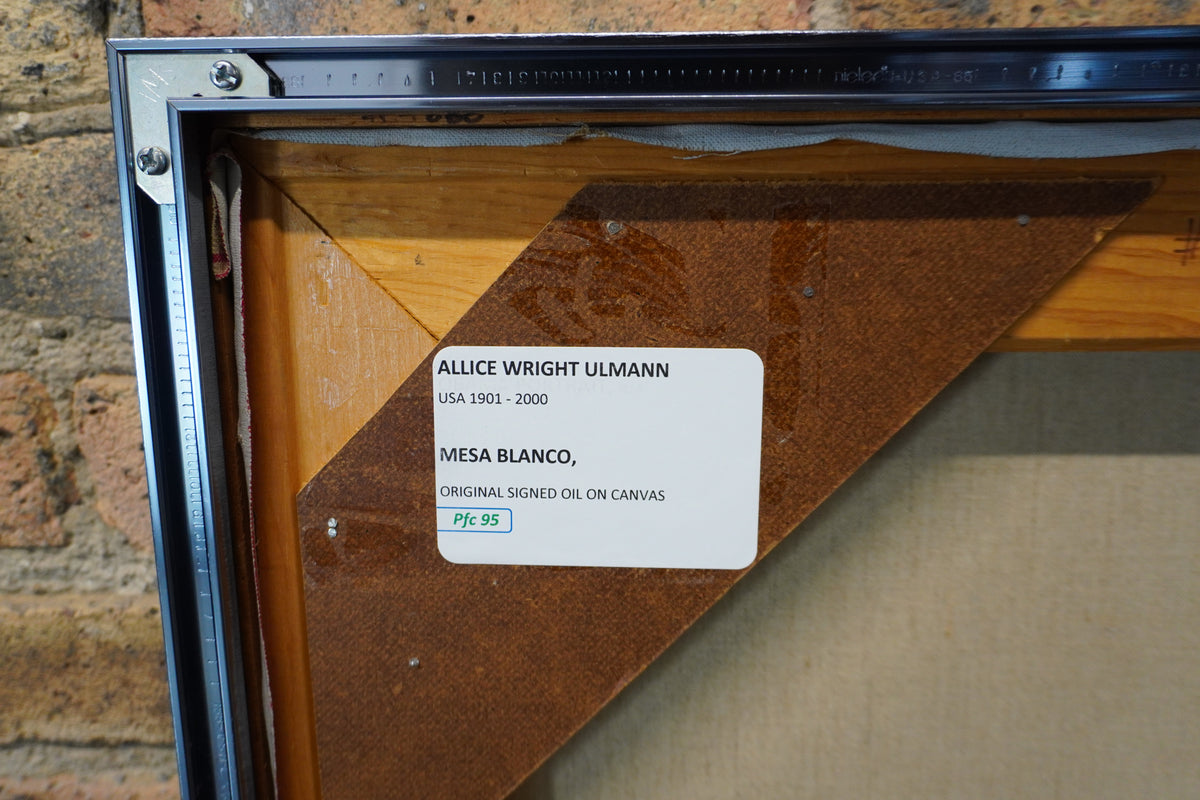 ALLICE WRIGHT ULMANN
USA 1901 - 2000
MESA BLANCO,
ORIGINAL SIGNED OIL ON CANVAS
Pfc 95